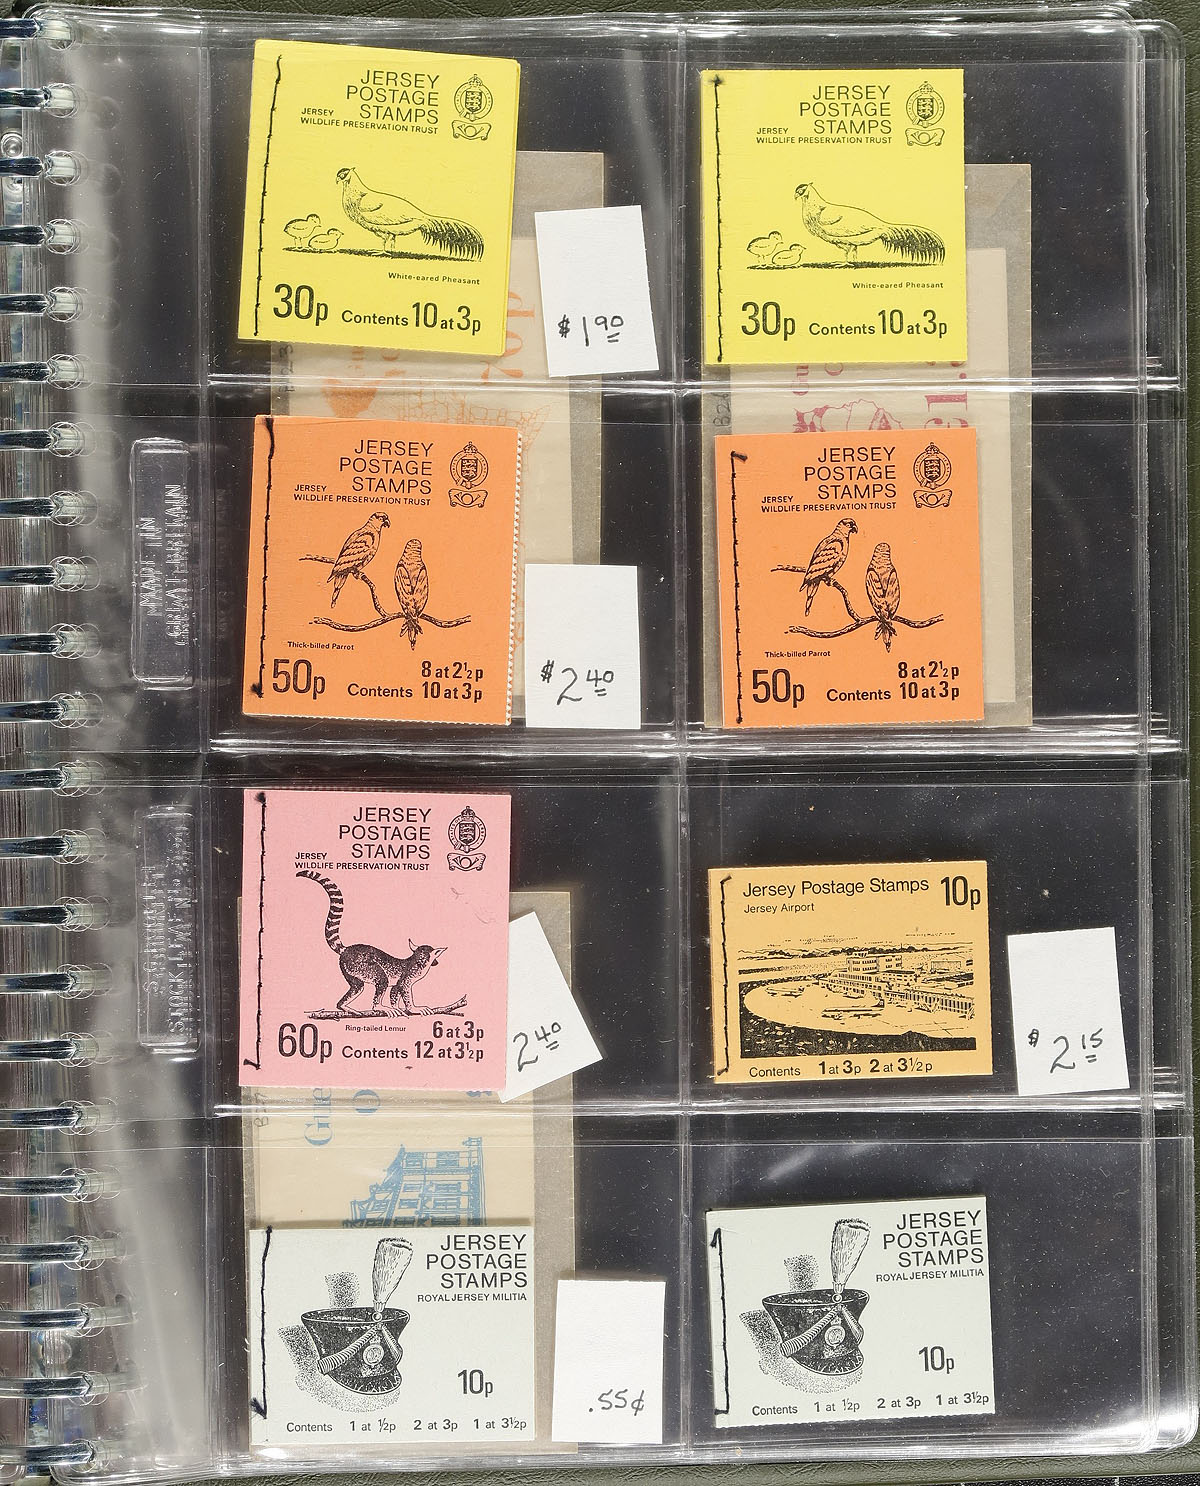 JERSEY
POSTAGE
STAMPS
JERSEY
WILDLIFE PRESERVATION TRUST
White-eared Pheasant
30p Contents 10 at 3p
$1.90
JERSEY
POSTAGE
STAMPS
JERSEY
WILDLIFE PRESERVATION TRUST
White-eared Pheasant
30p Contents 10 at 3p
MADE IN
GREAT BRITAIN
JERSEY
POSTAGE
STAMPS
JERSEY
WILDLIFE PRESERVATION TRUST
Thick-billed Parrot
8 at 2½p
50p Contents 10 at 3p
$2.40
JERSEY
POSTAGE
STAMPS
JERSEY
WILDLIFE PRESERVATION TRUST
Thick-billed Parrot
8 at 2½p
50p Contents 10 at 3p
JERSEY
POSTAGE
STAMPS
JERSEY
WILDLIFE PRESERVATION TRUST
Ring-tailed Lemur 6 at 3p
60p Contents 12 at 3½p
2.40
Jersey Postage Stamps 10p
Jersey Airport
Contents 1 at 3p 2 at 3½p
$2.15
JERSEY
POSTAGE
STAMPS
ROYAL JERSEY MILITIA
10p
Contents 1 at ½p 2 at 3p 1 at 3½p
.55¢
JERSEY
POSTAGE
STAMPS
ROYAL JERSEY MILITIA
10p
Contents 1 at ½p 2 at 3p 1 at 3½p